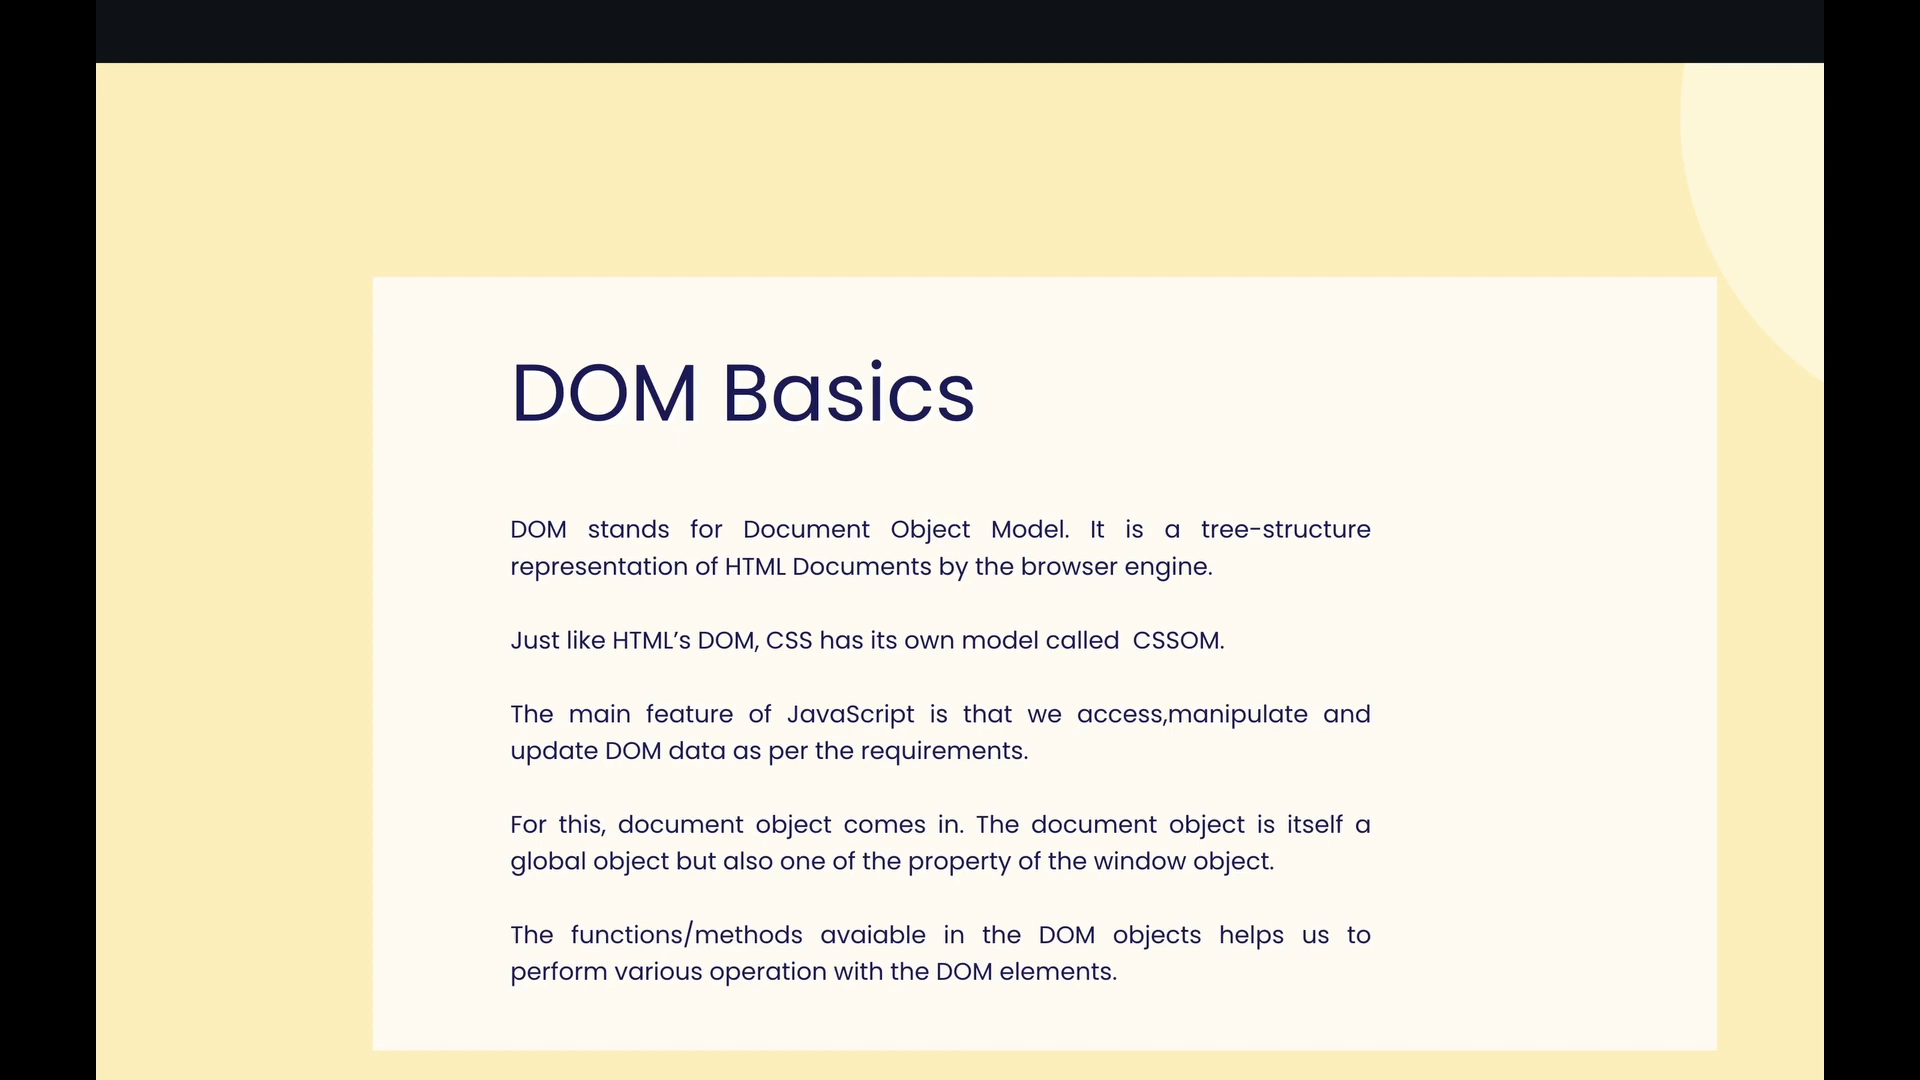 DOM Basics
DOM stands for Document Object Model. It is a tree-structure
representation of HTML Documents by the browser engine.
Just like HTML’s DOM, CSS has its own model called  CSSOM.
The main feature of JavaScript is that we access,manipulate and
update DOM data as per the requirements.
For this, document object comes in. The document object is itself a
global object but also one of the property of the window object.
The functions/methods avaiable in the DOM objects helps us to
perform various operation with the DOM elements.